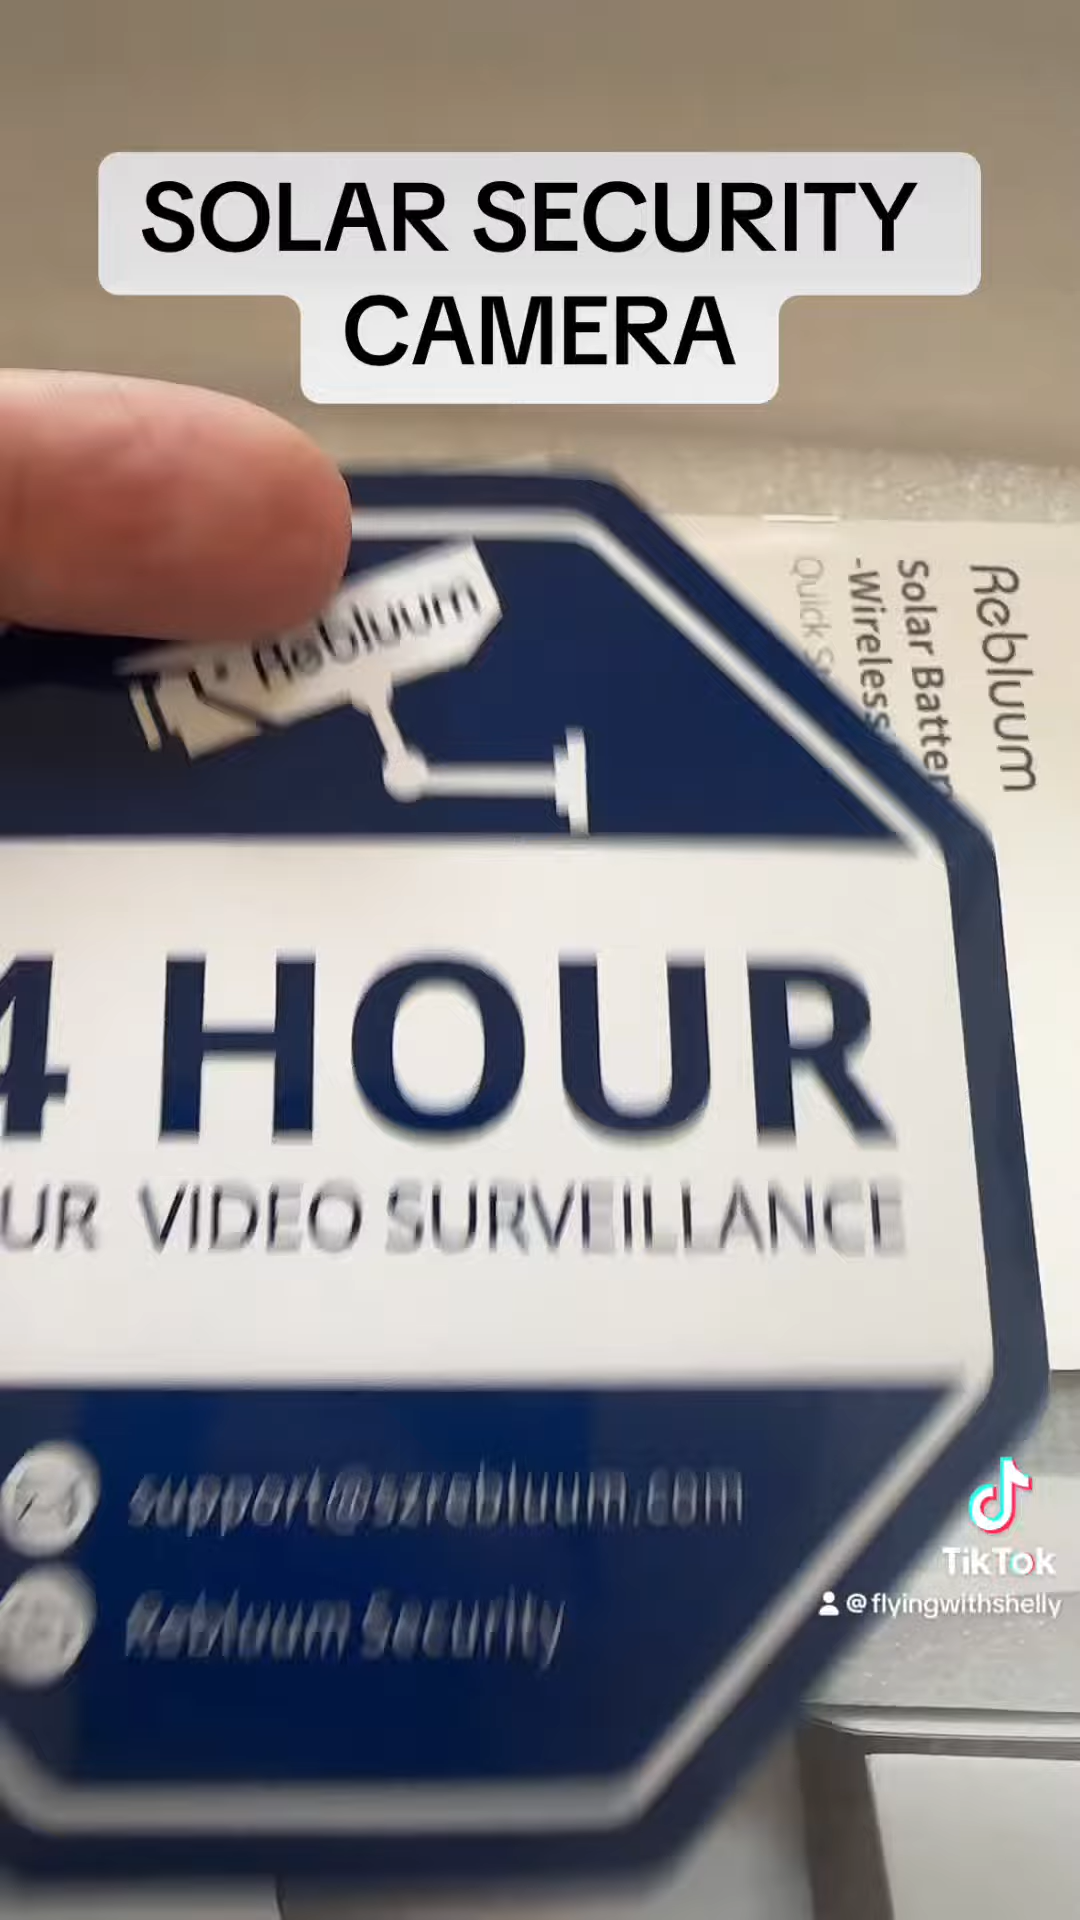 SOLAR SECURITY
CAMERA
Rebluum
4 HOUR
UR VIDEO SURVEILLANCE
support@szrebluum.com
Rebluum Security
Rebluum
Solar Batter
-Wireless
Quick
TikTok
@flyingwithshelly